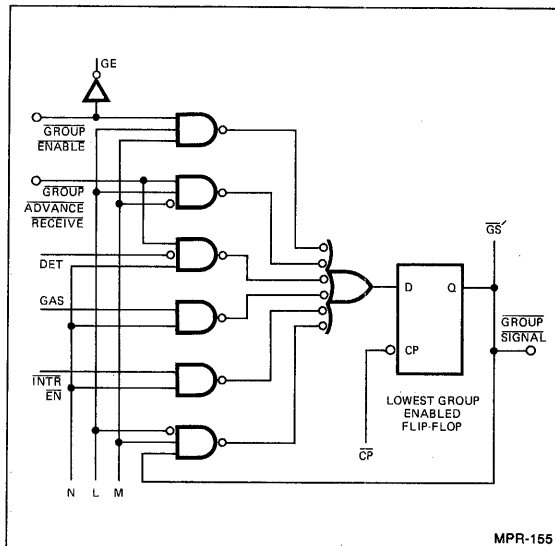 GE
GROUP
ENABLE
GROUP
ADVANCE
RECEIVE
DET
GAS
INTR
EN
N L M
D Q
CP
LOWEST GROUP
ENABLED
FLIP-FLOP
CP
GS'
GROUP
SIGNAL
MPR-155